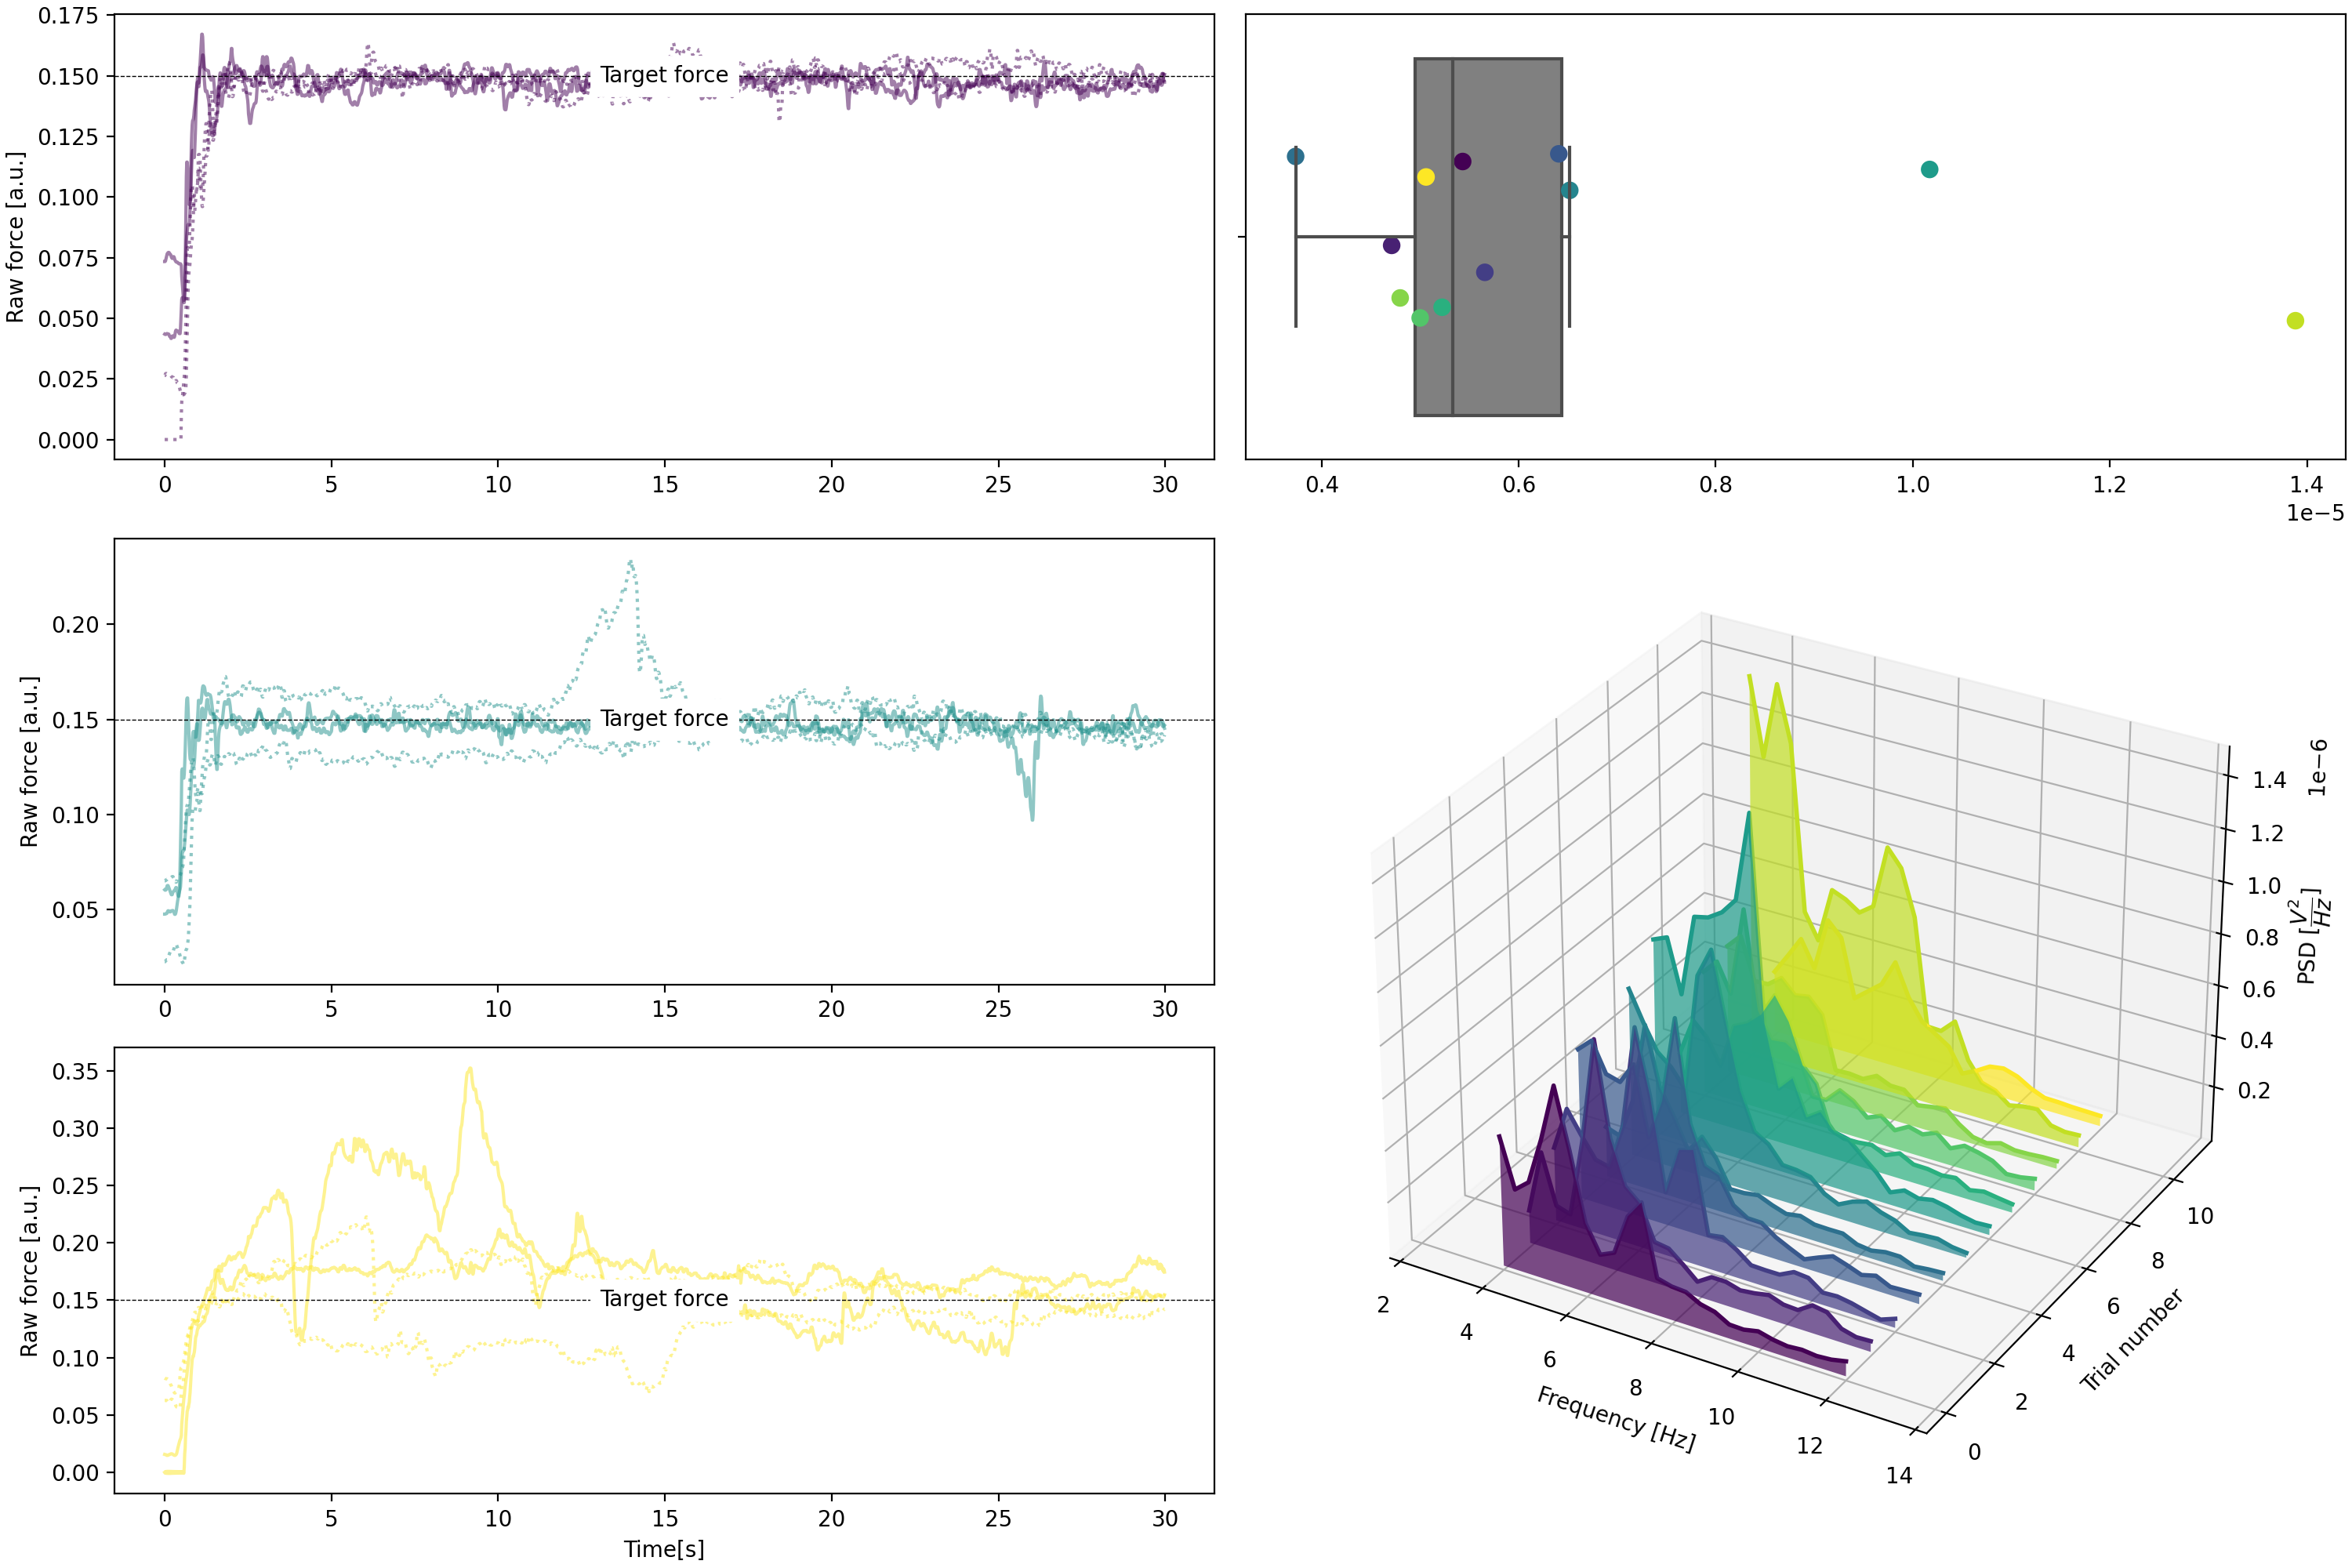 0.175
0.150
0.125
0.100
0.075
0.050
0.025
0.000
Raw force [a.u.]
Target force
0 5 10 15 20 25 30
0.4 0.6 0.8 1.0 1.2 1.4
1e−5
0.20
0.15
0.10
0.05
Raw force [a.u.]
Target force
0 5 10 15 20 25 30
0.35
0.30
0.25
0.20
0.15
0.10
0.05
0.00
Raw force [a.u.]
Target force
0 5 10 15 20 25 30
Time[s]
1e−6
1.4
1.2
1.0
0.8
0.6
0.4
0.2
PSD [V²/Hz]
2 4 6 8 10 12 14
Frequency [Hz]
0 2 4 6 8 10
Trial number